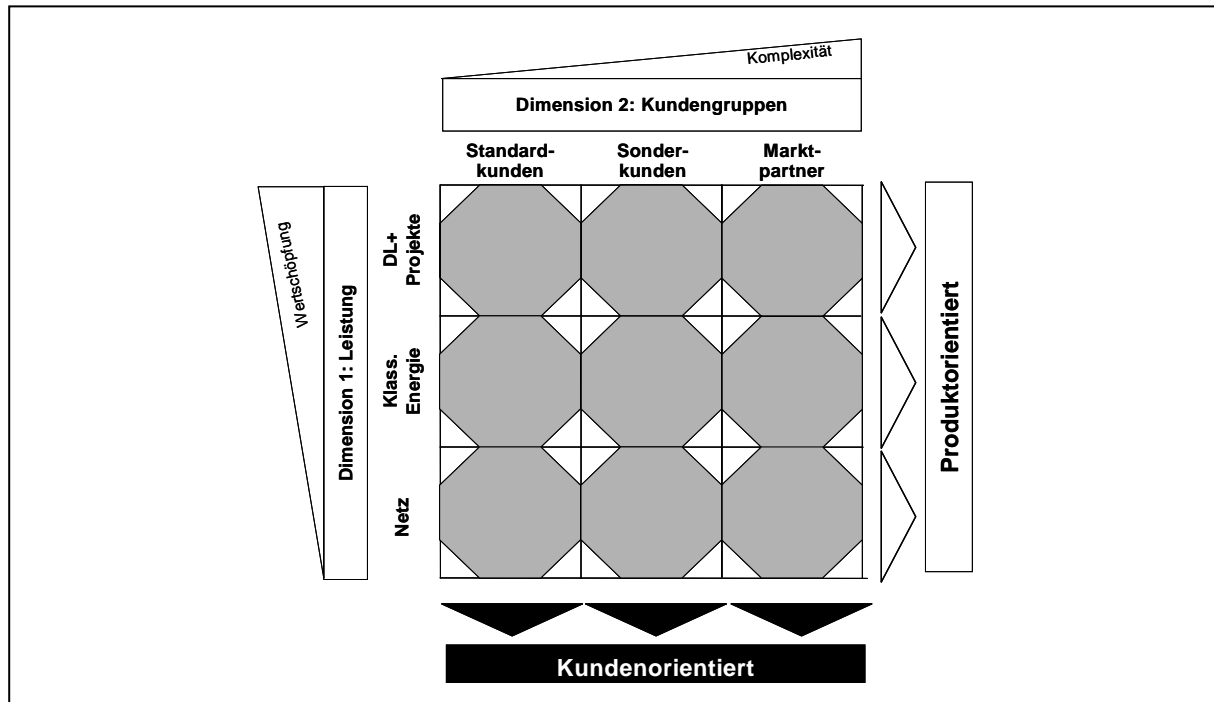 Komplexität
Dimension 2: Kundengruppen
Standard-
kunden
Sonder-
kunden
Markt-
partner
Wertschöpfung
Dimension 1: Leistung
DL+
Projekte
Klass.
Energie
Netz
Produktorientiert
Kundenorientiert